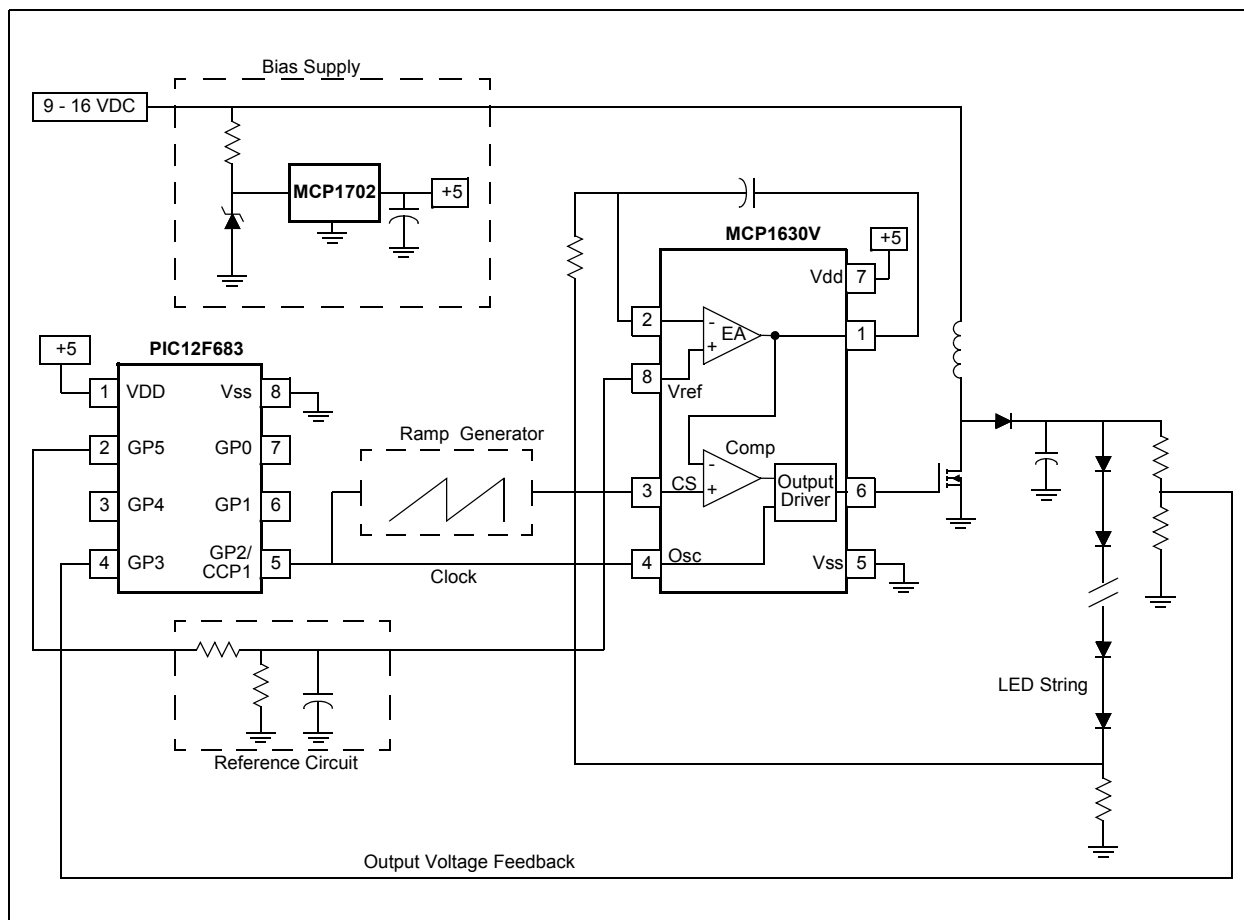 Bias Supply
9 - 16 VDC
MCP1702
+5
MCP1630V
+5
Vdd
7
2
-
EA
+
1
8
Vref
+5
PIC12F683
1
VDD
Vss
8
2
GP5
GP0
7
3
GP4
GP1
6
4
GP3
GP2/
CCP1
5
Ramp Generator
Clock
Comp
-
3
CS
+
Output
Driver
6
4
Osc
Vss
5
LED String
Reference Circuit
Output Voltage Feedback